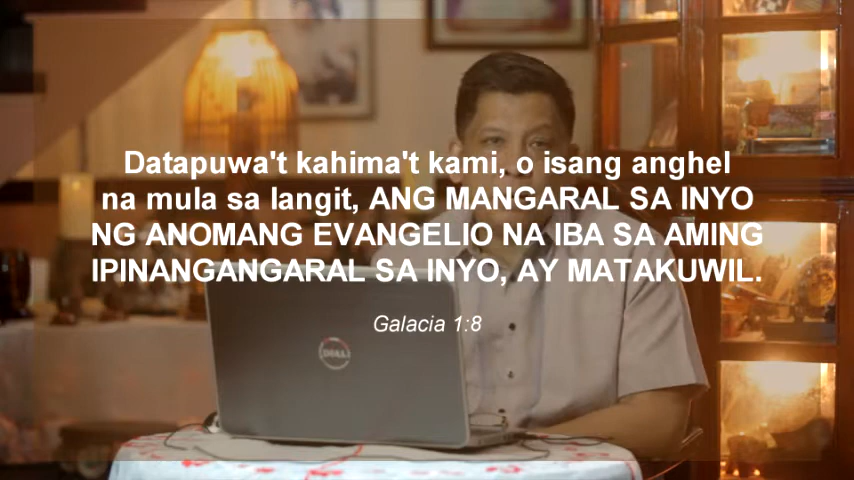 Datapuwa't kahima't kami, o isang anghel
na mula sa langit, ANG MANGARAL SA INYO
NG ANOMANG EVANGELIO NA IBA SA AMING
IPINANGANGARAL SA INYO, AY MATAKUWIL.
Galacia 1:8
DELL